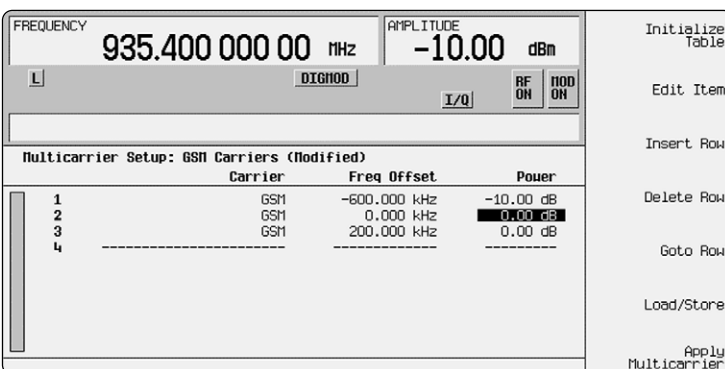 FREQUENCY
935.400 000 00 MHz
AMPLITUDE
-10.00 dBm
L
DIGMOD
I/Q
RF ON
MOD ON
Multicarrier Setup: GSM Carriers (Modified)
Carrier Freq Offset Power
1 GSM -600.000 kHz -10.00 dB
2 GSM 0.000 kHz 0.00 dB
3 GSM 200.000 kHz 0.00 dB
4 ---------------------- ------------- ---------
Initialize
Table
Edit Item
Insert Row
Delete Row
Goto Row
Load/Store
Apply
Multicarrier